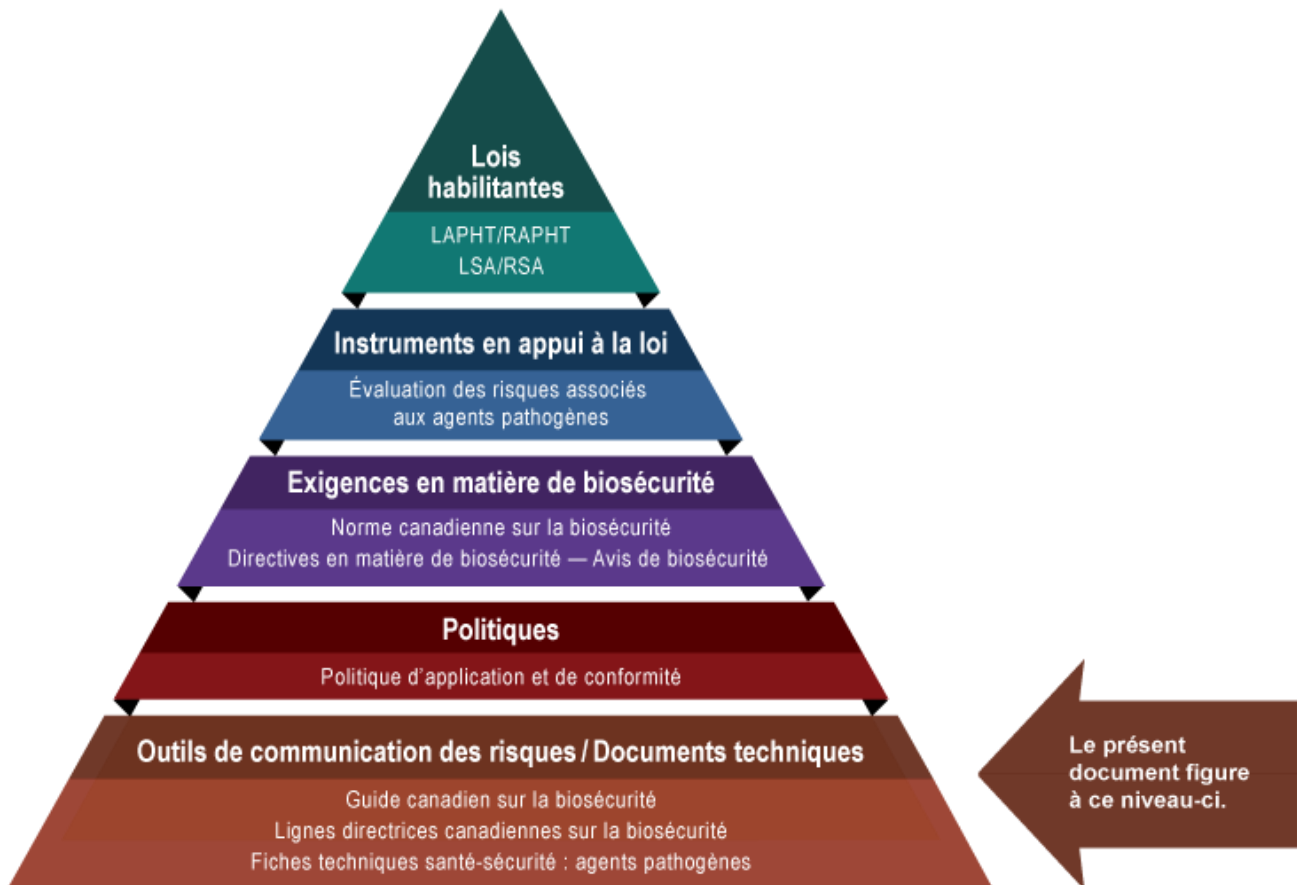 Lois
habilitantes
LAPHT/RAPHT
LSA/RSA
Instruments en appui à la loi
Évaluation des risques associés
aux agents pathogènes
Exigences en matière de biosécurité
Norme canadienne sur la biosécurité
Directives en matière de biosécurité — Avis de biosécurité
Politiques
Politique d'application et de conformité
Outils de communication des risques / Documents techniques
Guide canadien sur la biosécurité
Lignes directrices canadiennes sur la biosécurité
Fiches techniques santé-sécurité : agents pathogènes
Le présent
document figure
à ce niveau-ci.